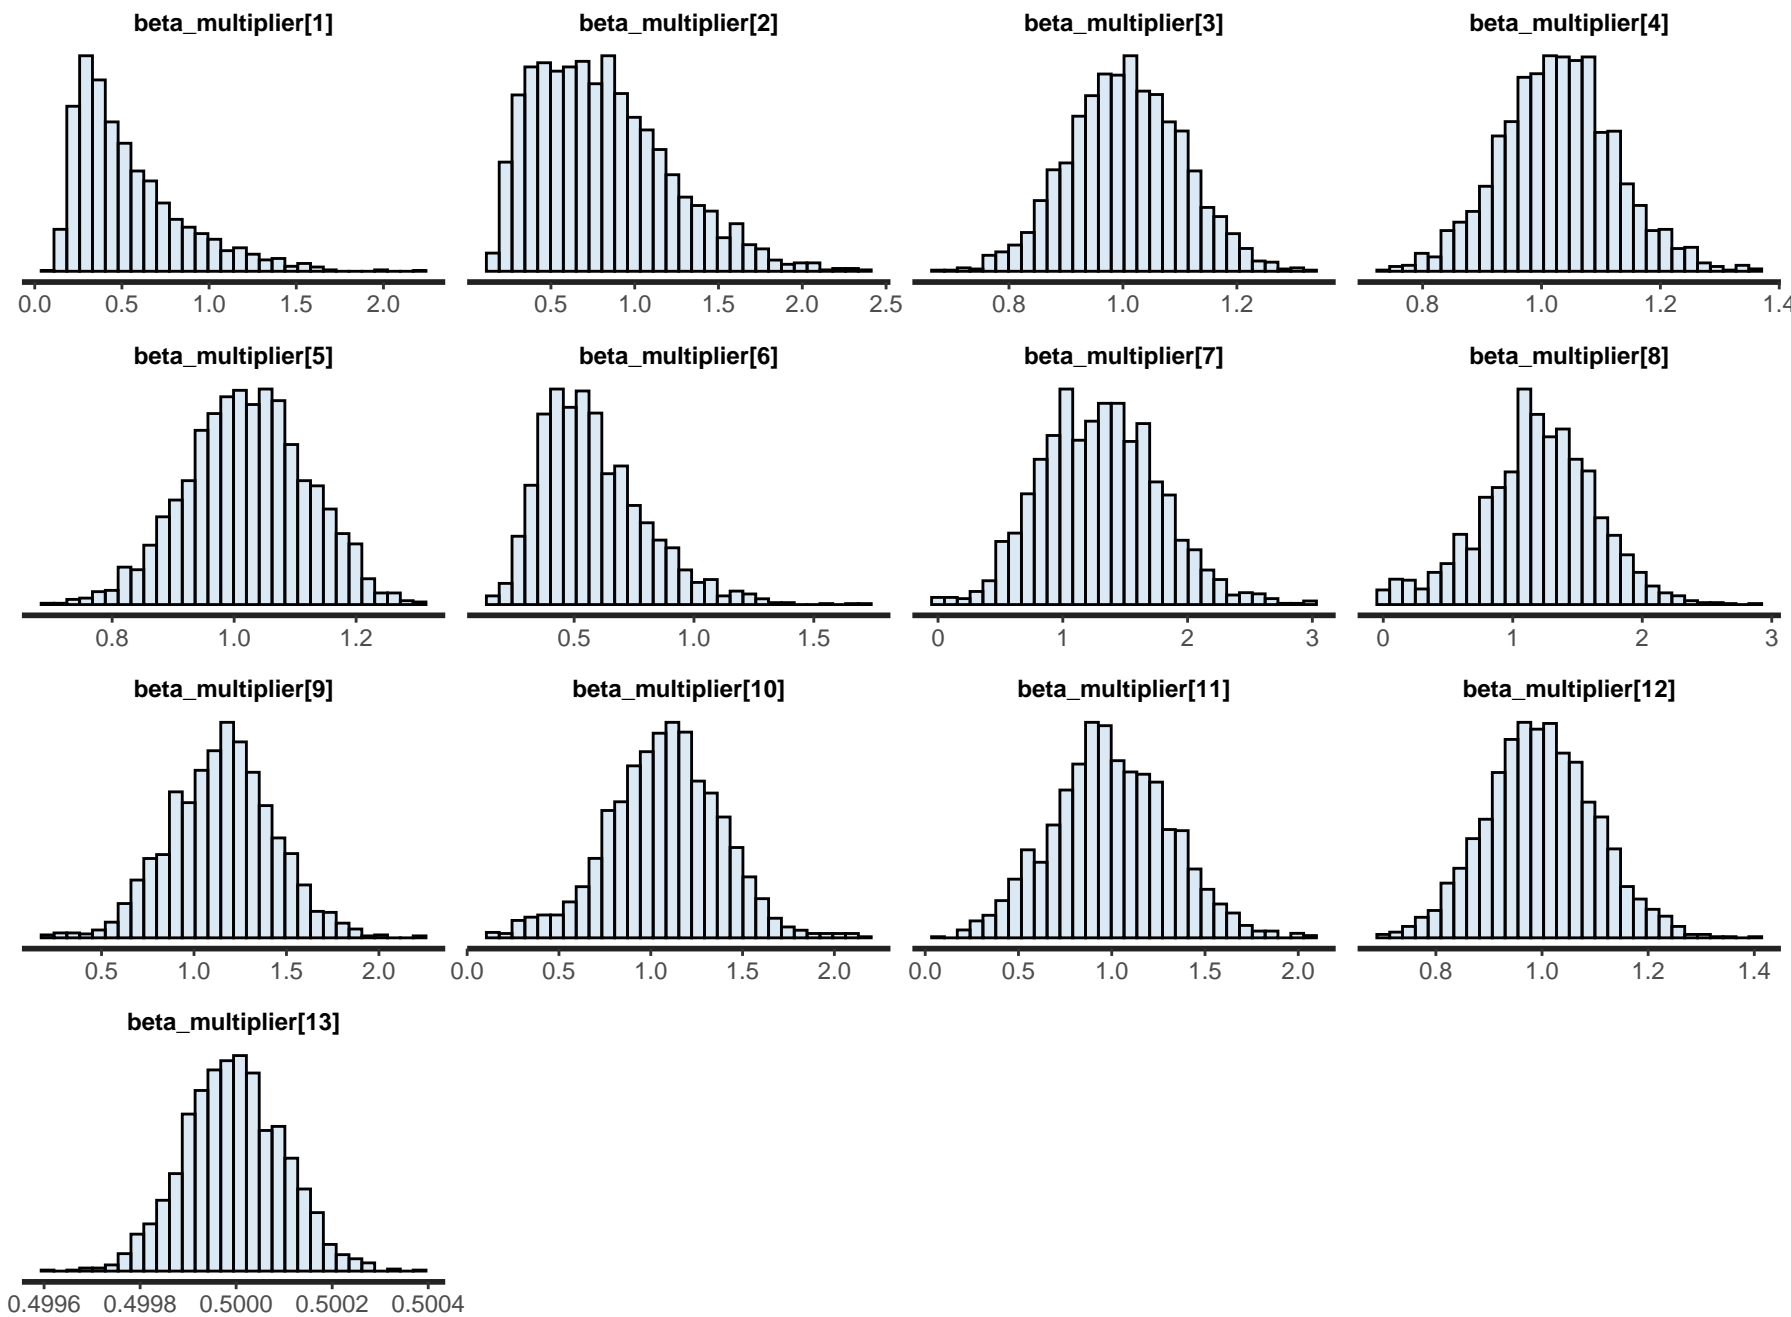 beta_multiplier[1] beta_multiplier[2] beta_multiplier[3] beta_multiplier[4]
0.0 0.5 1.0 1.5 2.0 0.5 1.0 1.5 2.0 2.5 0.8 1.0 1.2 0.8 1.0 1.2 1.4
beta_multiplier[5] beta_multiplier[6] beta_multiplier[7] beta_multiplier[8]
0.8 1.0 1.2 0.5 1.0 1.5 0 1 2 3 0 1 2 3
beta_multiplier[9] beta_multiplier[10] beta_multiplier[11] beta_multiplier[12]
0.5 1.0 1.5 2.0 0.0 0.5 1.0 1.5 2.0 0.0 0.5 1.0 1.5 2.0 0.8 1.0 1.2 1.4
beta_multiplier[13]
0.4996 0.4998 0.5000 0.5002 0.5004